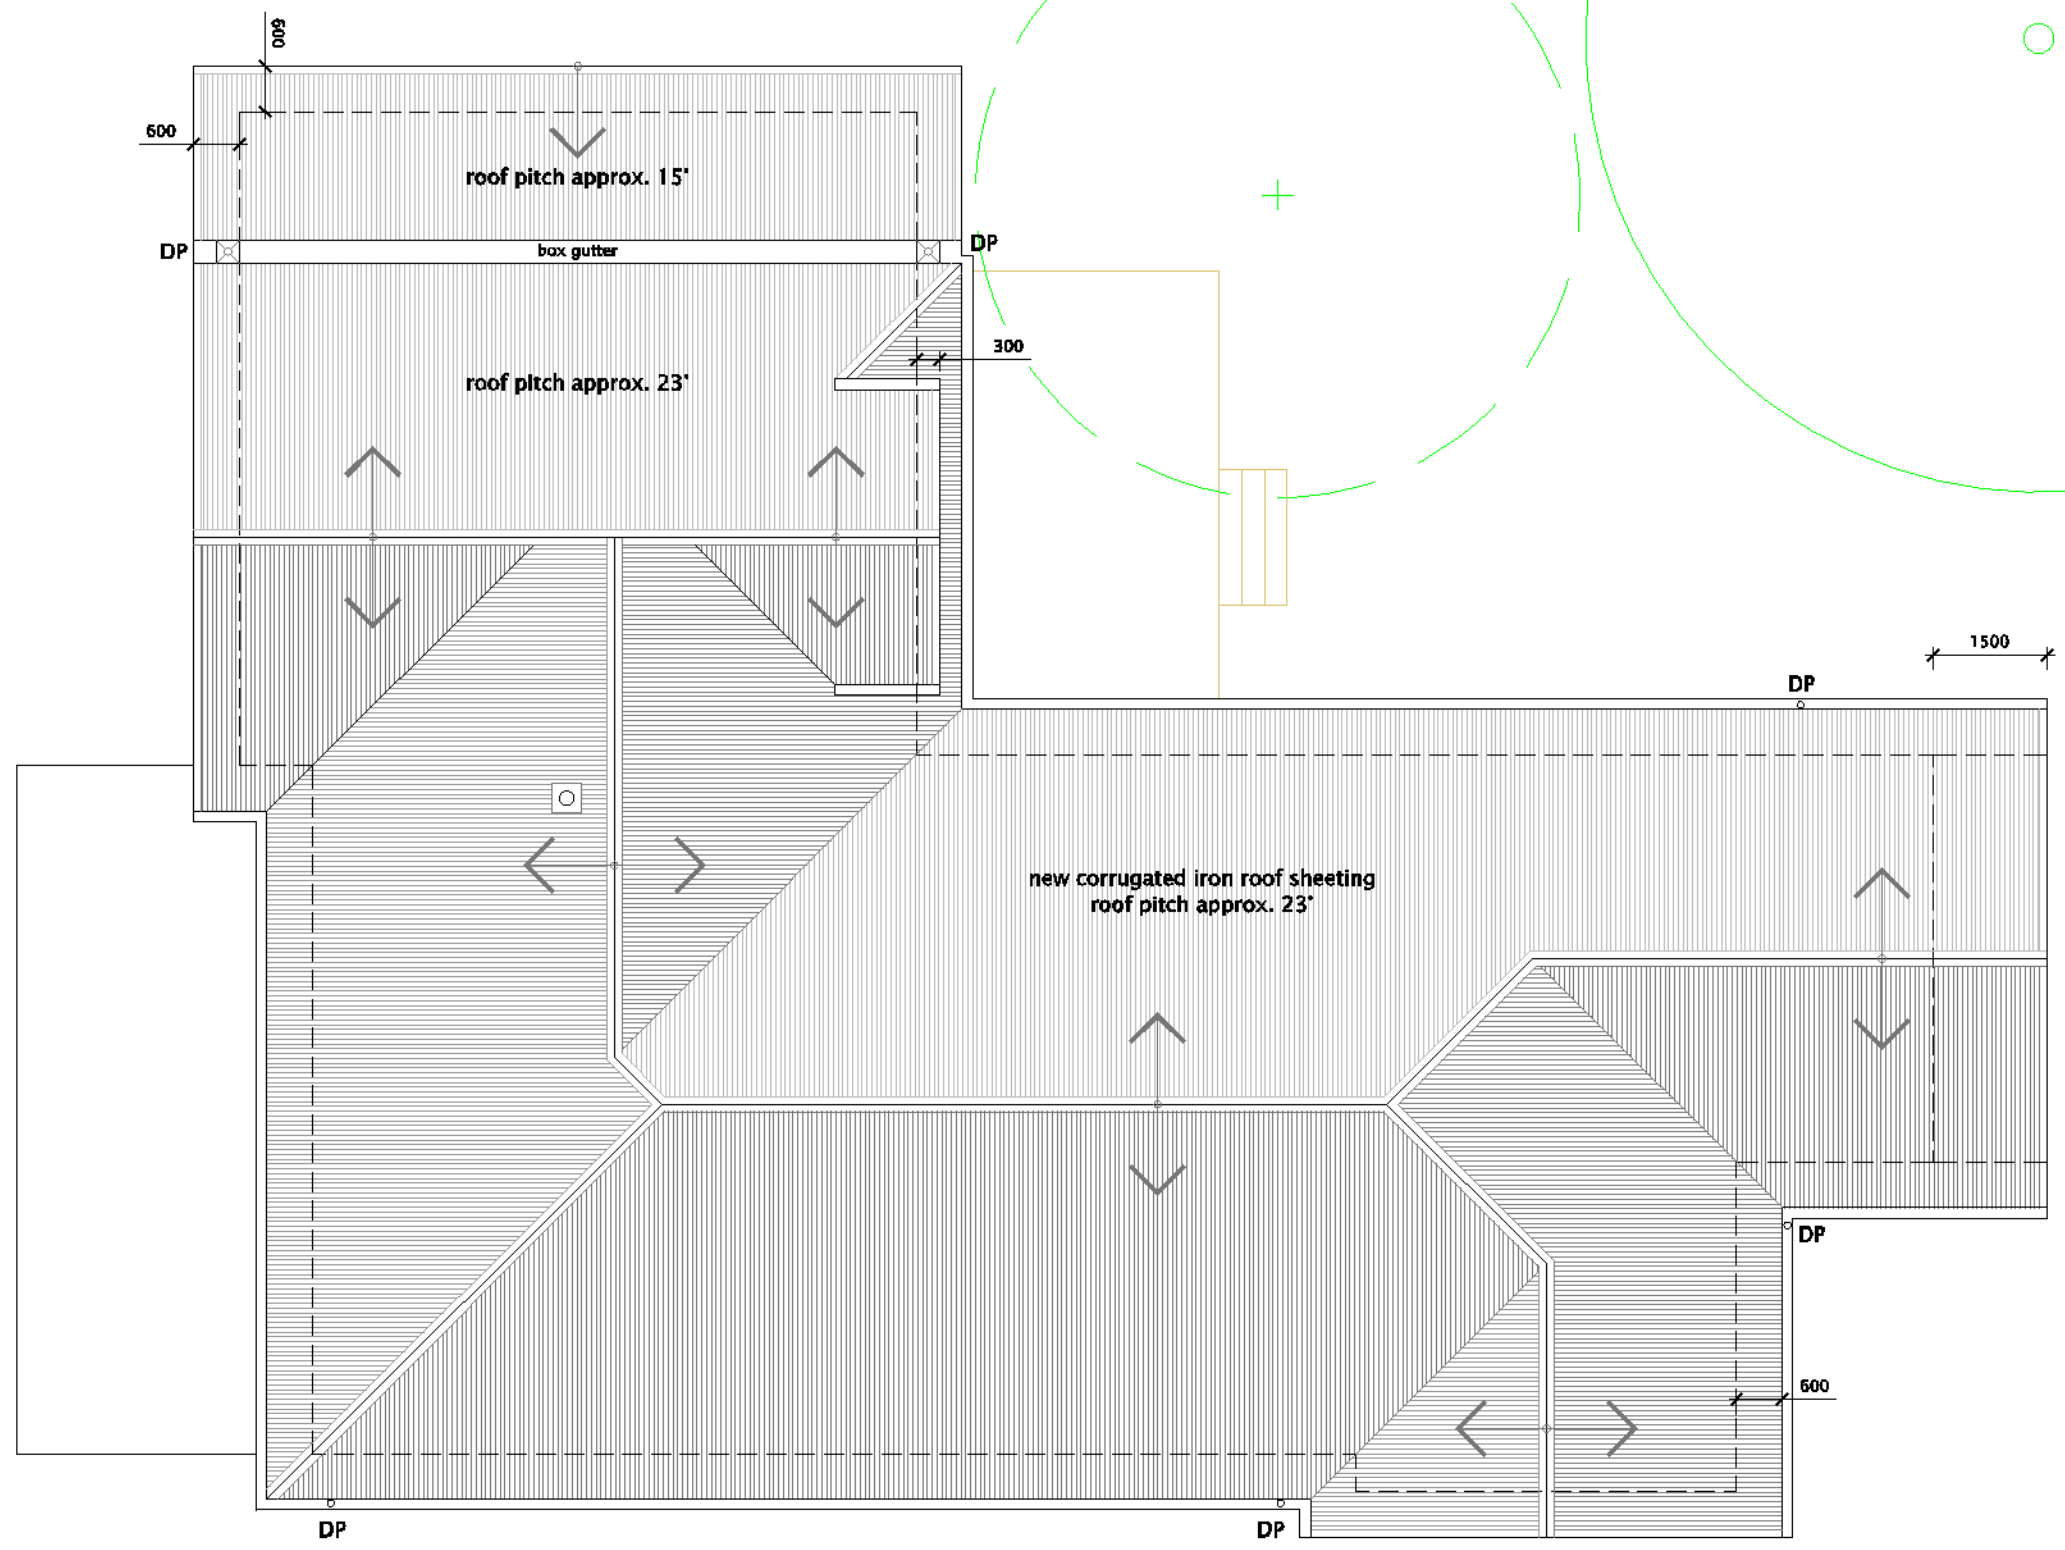 600
600
roof pitch approx. 15°
DP
box gutter
DP
300
roof pitch approx. 23°
1500
DP
new corrugated iron roof sheeting
roof pitch approx. 23°
DP
600
DP
DP